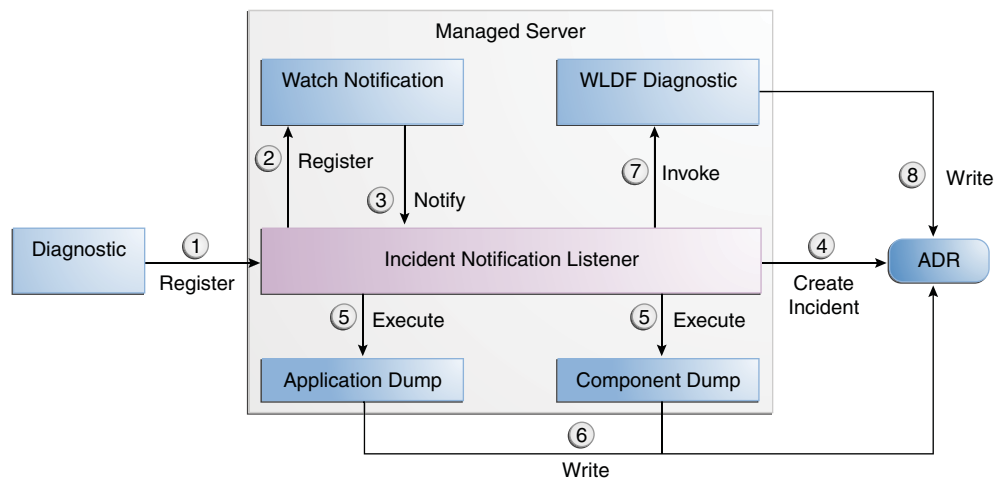 Managed Server
Watch Notification
WLDF Diagnostic
2
Register
3
Notify
7
Invoke
8
Write
Diagnostic
1
Register
Incident Notification Listener
4
Create
Incident
ADR
5
Execute
5
Execute
Application Dump
Component Dump
6
Write